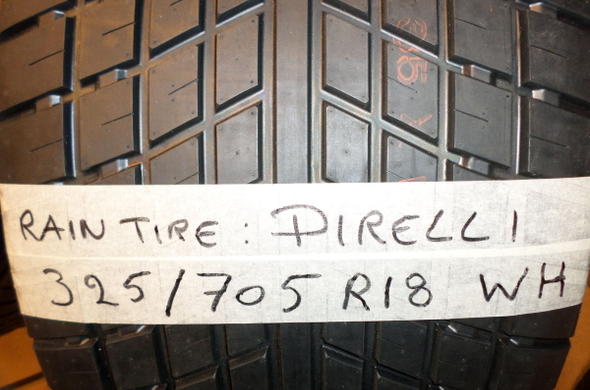 RAIN TIRE: PIRELLI
325/705 R18 WH